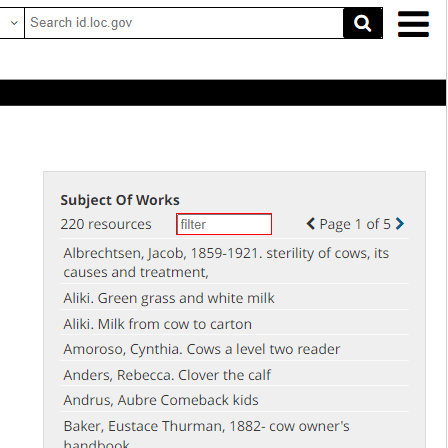 Search id.loc.gov
Subject Of Works
220 resources filter Page 1 of 5
Albrechtsen, Jacob, 1859-1921. sterility of cows, its
causes and treatment,
Aliki. Green grass and white milk
Aliki. Milk from cow to carton
Amoroso, Cynthia. Cows a level two reader
Anders, Rebecca. Clover the calf
Andrus, Aubre Comeback kids
Baker, Eustace Thurman, 1882- cow owner's
handbook